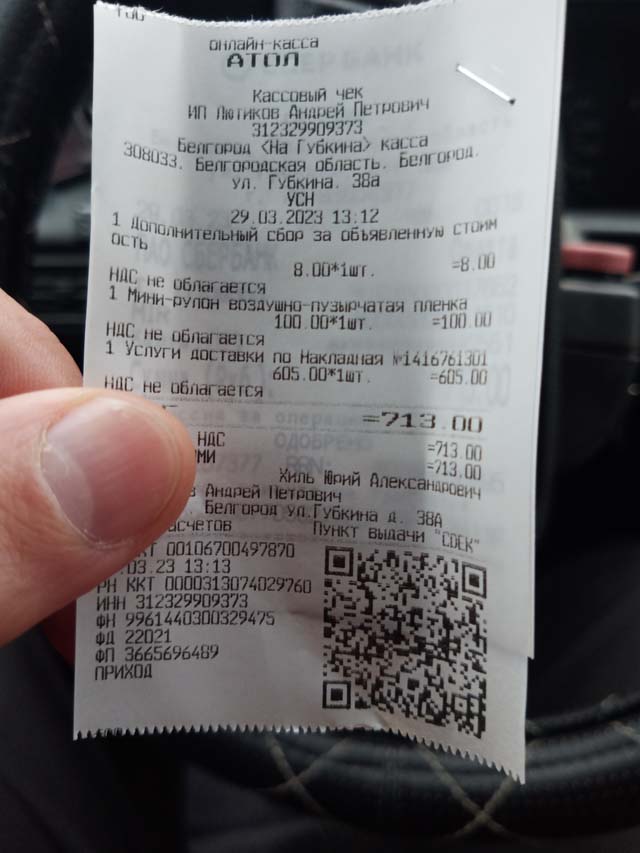 ОНЛАЙН-КАССА
АТОЛ
Кассовый чек
ИП Лютиков Андрей Петрович
312329909373
Белгород <На Губкина> касса
308033. Белгородская область. Белгород.
ул. Губкина. 38а
УСН
29.03.2023 13:12
1 Дополнительный сбор за объявленную стоим
ость
8.00*1шт. =8.00
НДС не облагается
1 Мини-рулон воздушно-пузырчатая пленка
100.00*1шт. =100.00
НДС не облагается
1 Услуги доставки по Накладная №1416761301
605.00*1шт. =605.00
НДС не облагается
=713.00
НДС =713.00
=713.00
Хиль Юрий Александрович
Андрей Петрович
Белгород ул.Губкина д. 38А
Пункт выдачи "CDEK"
ККТ 00106700497870
03.23 13:13
РН ККТ 0000313074029760
ИНН 312329909373
ФН 9961440300329475
ФД 22021
ФП 3665696489
ПРИХОД